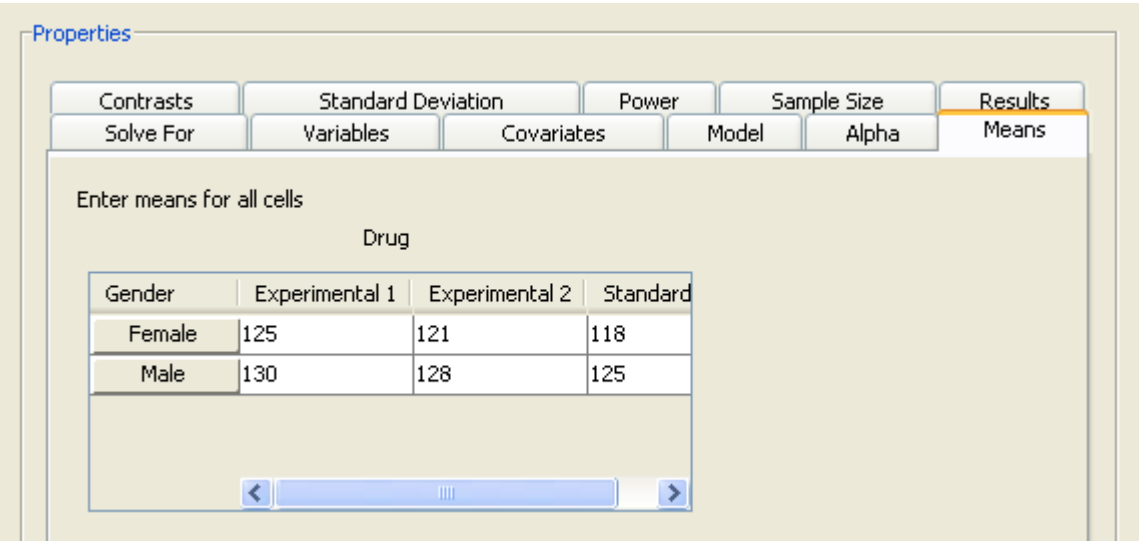 Properties
Contrasts Standard Deviation Power Sample Size Results
Solve For Variables Covariates Model Alpha Means
Enter means for all cells
Drug
Gender Experimental 1 Experimental 2 Standard
Female 125 121 118
Male 130 128 125